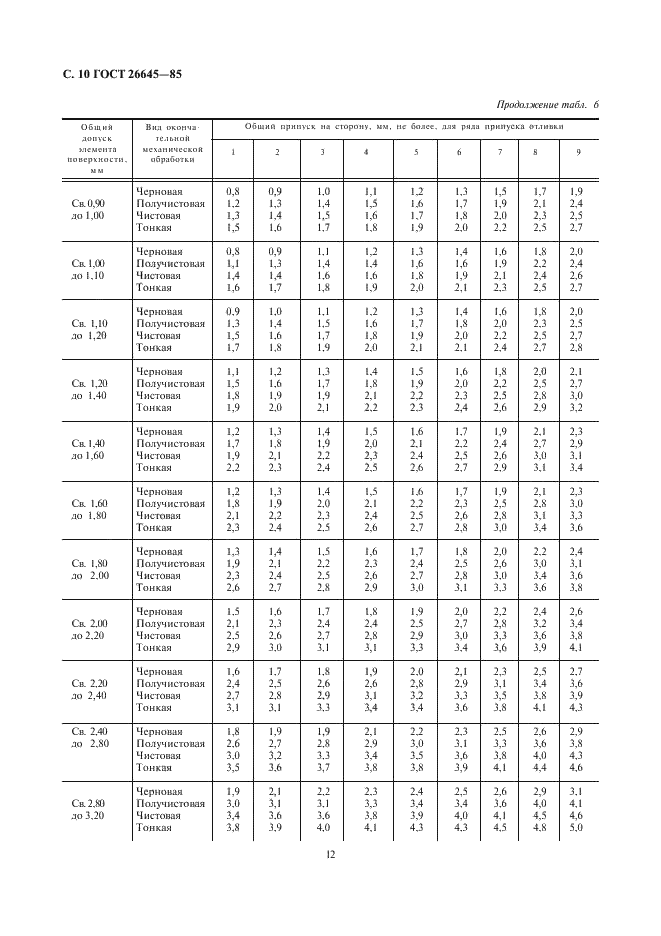 С. 10 ГОСТ 26645—85
Продолжение табл. 6
Общий допуск элемента поверхности, мм | Вид окончательной механической обработки | Общий припуск на сторону, мм, не более, для ряда припуска отливки
1 2 3 4 5 6 7 8 9
Св. 0,90 до 1,00
Черновая 0,8 0,9 1,0 1,1 1,2 1,3 1,5 1,7 1,9
Получистовая 1,2 1,3 1,4 1,5 1,6 1,7 1,9 2,1 2,4
Чистовая 1,3 1,4 1,5 1,6 1,7 1,8 2,0 2,3 2,5
Тонкая 1,5 1,6 1,7 1,8 1,9 2,0 2,2 2,5 2,7
Св. 1,00 до 1,10
Черновая 0,8 0,9 1,1 1,2 1,3 1,4 1,6 1,8 2,0
Получистовая 1,1 1,3 1,4 1,4 1,6 1,6 1,9 2,2 2,4
Чистовая 1,4 1,4 1,6 1,6 1,8 1,9 2,1 2,4 2,6
Тонкая 1,6 1,7 1,8 1,9 2,0 2,1 2,3 2,5 2,7
Св. 1,10 до 1,20
Черновая 0,9 1,0 1,1 1,2 1,3 1,4 1,6 1,8 2,0
Получистовая 1,3 1,4 1,5 1,6 1,7 1,8 2,0 2,3 2,5
Чистовая 1,5 1,6 1,7 1,8 1,9 2,0 2,2 2,5 2,7
Тонкая 1,7 1,8 1,9 2,0 2,1 2,1 2,4 2,7 2,8
Св. 1,20 до 1,40
Черновая 1,1 1,2 1,3 1,4 1,5 1,6 1,8 2,0 2,1
Получистовая 1,5 1,6 1,7 1,8 1,9 2,0 2,2 2,5 2,7
Чистовая 1,8 1,9 1,9 2,1 2,2 2,3 2,5 2,8 3,0
Тонкая 1,9 2,0 2,1 2,2 2,3 2,4 2,6 2,9 3,2
Св. 1,40 до 1,60
Черновая 1,2 1,3 1,4 1,5 1,6 1,7 1,9 2,1 2,3
Получистовая 1,7 1,8 1,9 2,0 2,1 2,2 2,4 2,7 2,9
Чистовая 1,9 2,1 2,2 2,3 2,4 2,5 2,6 3,0 3,1
Тонкая 2,2 2,3 2,4 2,5 2,6 2,7 2,9 3,1 3,4
Св. 1,60 до 1,80
Черновая 1,2 1,3 1,4 1,5 1,6 1,7 1,9 2,1 2,3
Получистовая 1,8 1,9 2,0 2,1 2,2 2,3 2,5 2,8 3,0
Чистовая 2,1 2,2 2,3 2,4 2,5 2,6 2,8 3,1 3,3
Тонкая 2,3 2,4 2,5 2,6 2,7 2,8 3,0 3,4 3,6
Св. 1,80 до 2,00
Черновая 1,3 1,4 1,5 1,6 1,7 1,8 2,0 2,2 2,4
Получистовая 1,9 2,1 2,2 2,3 2,4 2,5 2,6 3,0 3,1
Чистовая 2,3 2,4 2,5 2,6 2,7 2,8 3,0 3,4 3,6
Тонкая 2,6 2,7 2,8 2,9 3,0 3,1 3,3 3,6 3,8
Св. 2,00 до 2,20
Черновая 1,5 1,6 1,7 1,8 1,9 2,0 2,2 2,4 2,6
Получистовая 2,1 2,3 2,4 2,4 2,5 2,7 2,8 3,2 3,4
Чистовая 2,5 2,6 2,7 2,8 2,9 3,0 3,3 3,6 3,8
Тонкая 2,9 3,0 3,1 3,1 3,3 3,4 3,6 3,9 4,1
Св. 2,20 до 2,40
Черновая 1,6 1,7 1,8 1,9 2,0 2,1 2,3 2,5 2,7
Получистовая 2,4 2,5 2,6 2,6 2,8 2,9 3,1 3,4 3,6
Чистовая 2,7 2,8 2,9 3,1 3,2 3,3 3,5 3,8 3,9
Тонкая 3,1 3,1 3,3 3,4 3,4 3,6 3,8 4,1 4,3
Св. 2,40 до 2,80
Черновая 1,8 1,9 1,9 2,1 2,2 2,3 2,5 2,6 2,9
Получистовая 2,6 2,7 2,8 2,9 3,0 3,1 3,3 3,6 3,8
Чистовая 3,0 3,2 3,3 3,4 3,5 3,6 3,8 4,0 4,3
Тонкая 3,5 3,6 3,7 3,8 3,8 3,9 4,1 4,4 4,6
Св. 2,80 до 3,20
Черновая 1,9 2,1 2,2 2,3 2,4 2,5 2,6 2,9 3,1
Получистовая 3,0 3,1 3,1 3,3 3,4 3,4 3,6 4,0 4,1
Чистовая 3,4 3,6 3,6 3,8 3,9 4,0 4,1 4,5 4,6
Тонкая 3,8 3,9 4,0 4,1 4,3 4,3 4,5 4,8 5,0
12